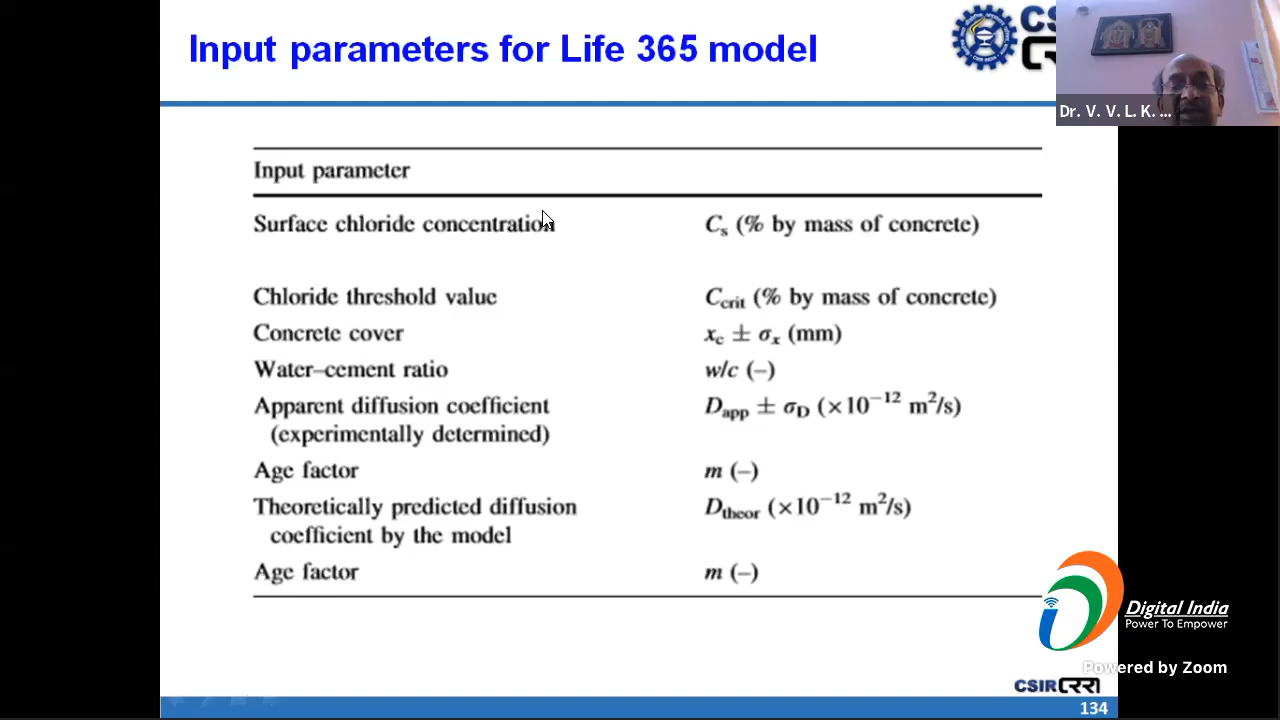 Input parameters for Life 365 model
CS
Dr. V. V. L. K. ...
Input parameter
Surface chloride concentration Cs (% by mass of concrete)
Chloride threshold value Ccrit (% by mass of concrete)
Concrete cover xc ± σx (mm)
Water–cement ratio w/c (–)
Apparent diffusion coefficient Dapp ± σD (×10−12 m2/s)
(experimentally determined)
Age factor m (–)
Theoretically predicted diffusion Dtheor (×10−12 m2/s)
coefficient by the model
Age factor m (–)
Digital India
Power To Empower
Powered by Zoom
CSIR CRRI
134